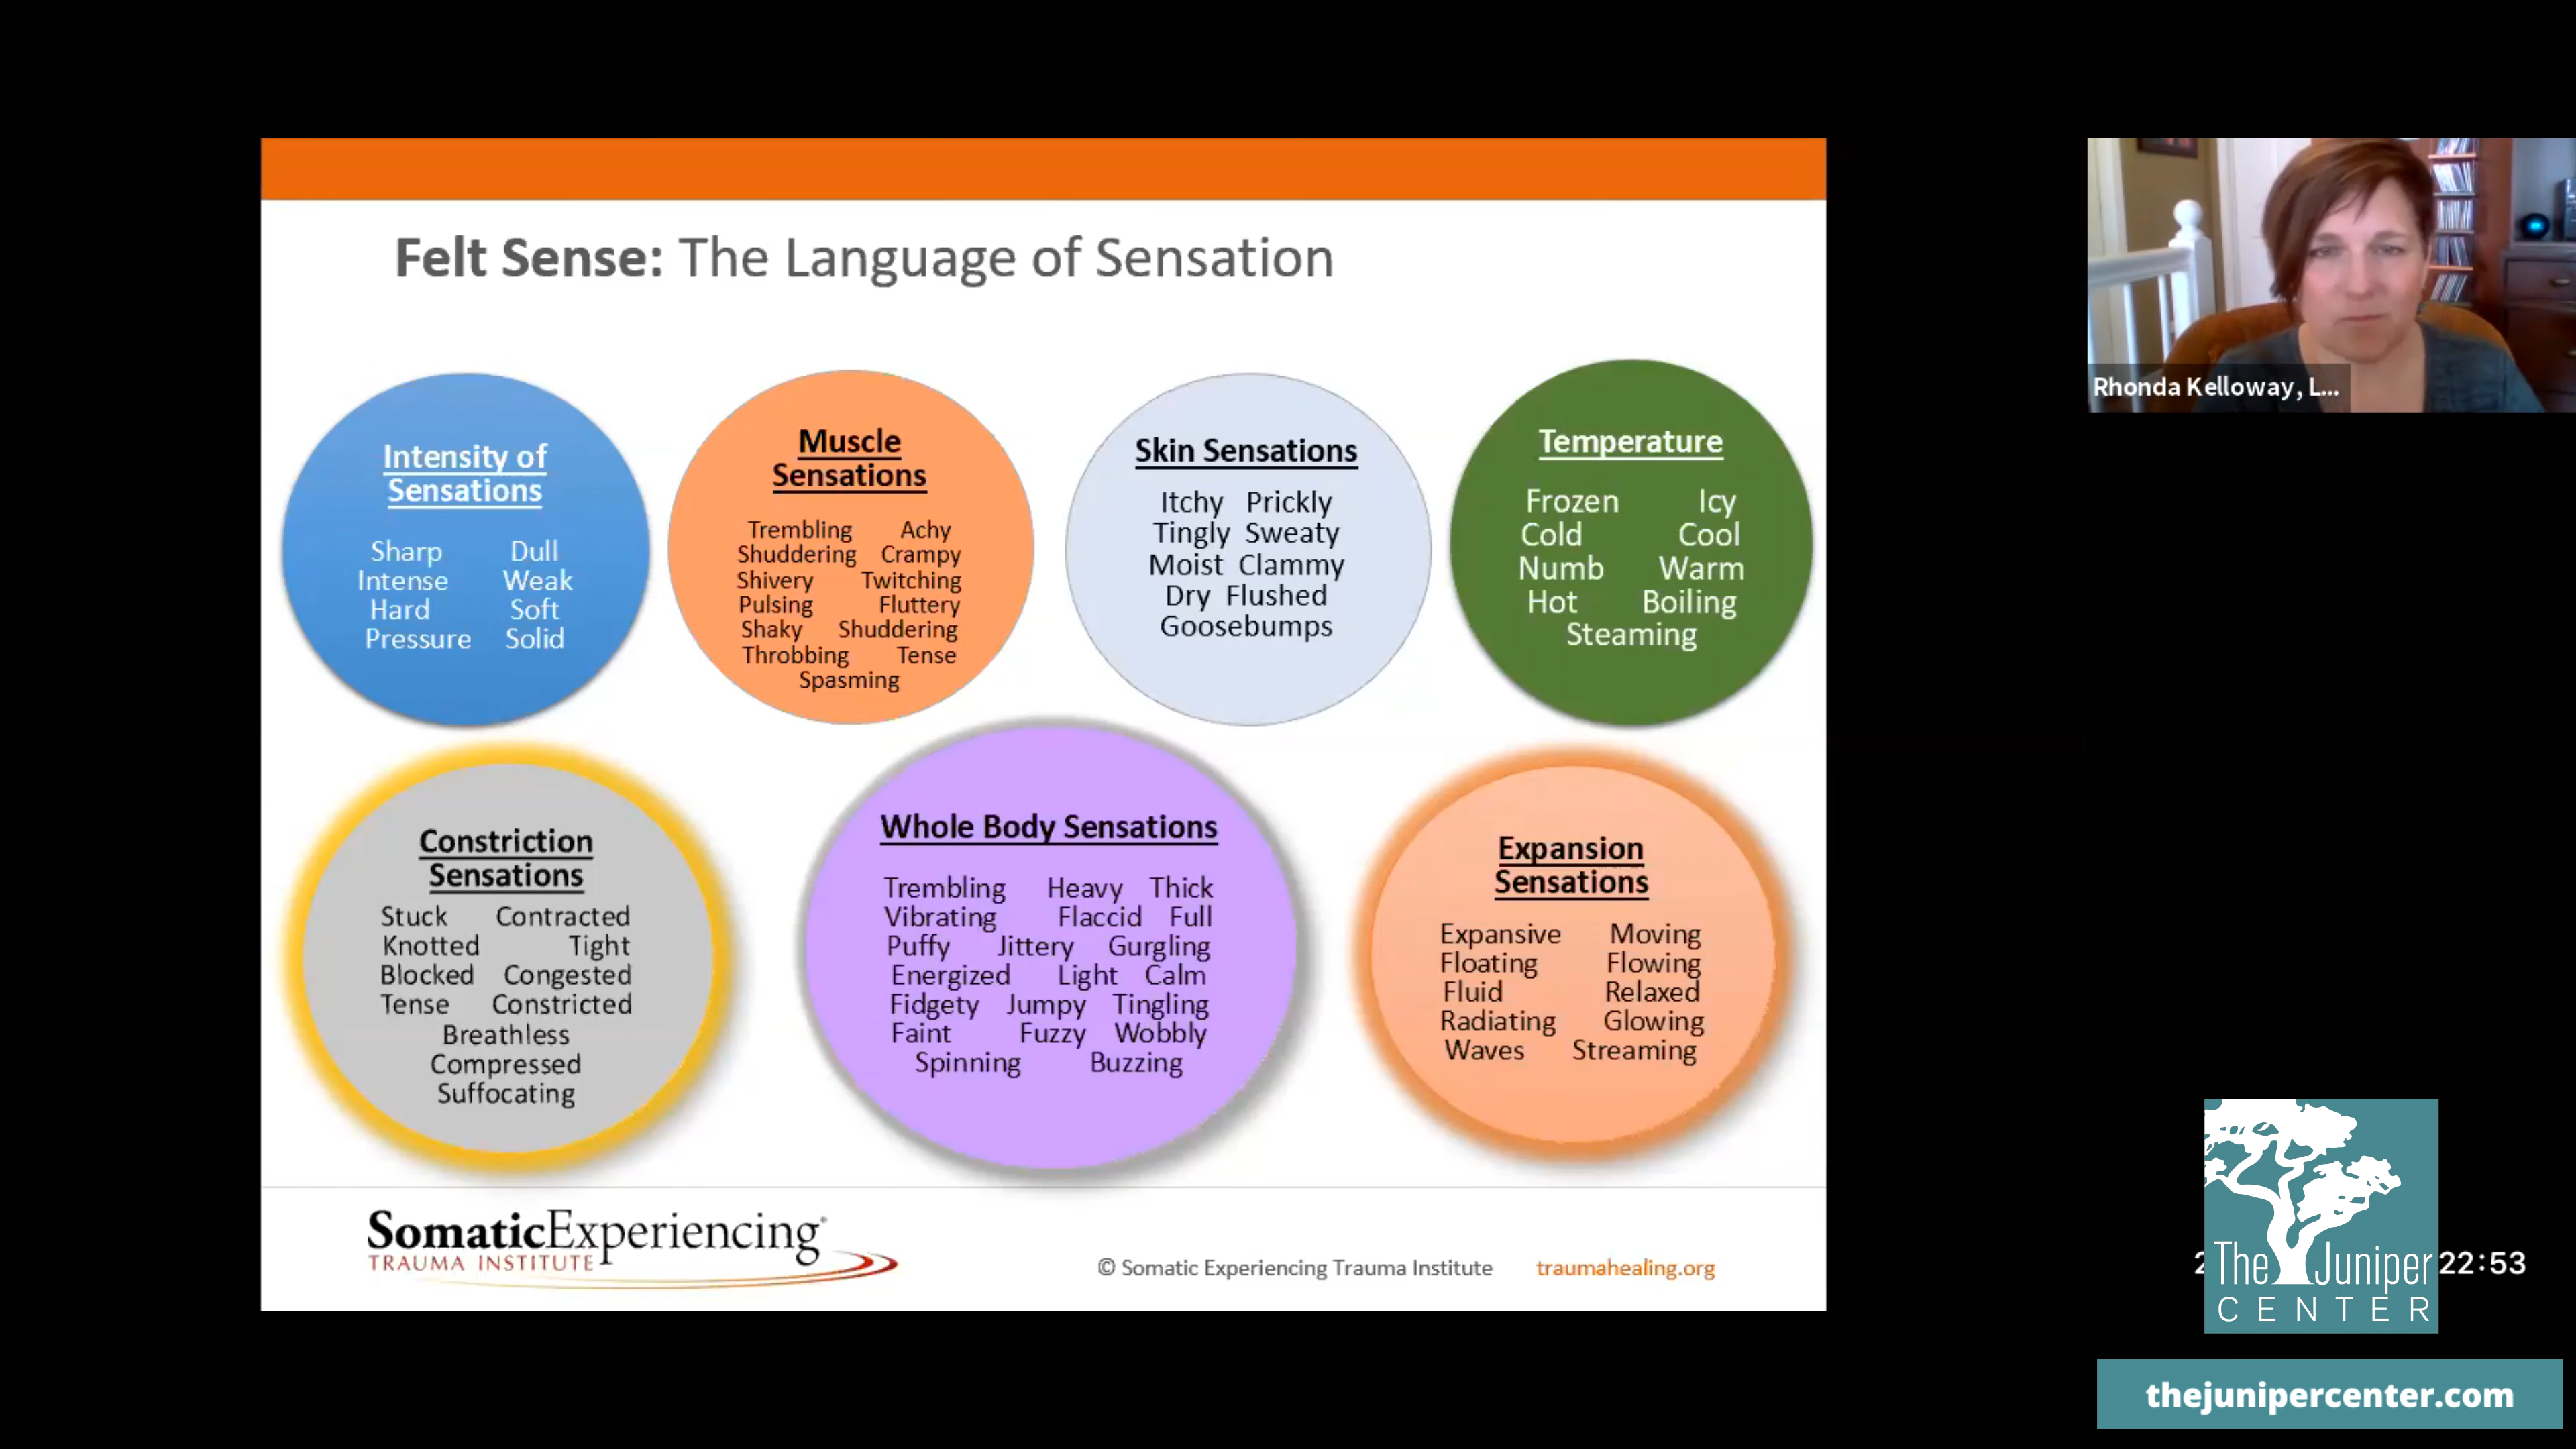 Felt Sense: The Language of Sensation
Intensity of
Sensations
Sharp Dull
Intense Weak
Hard Soft
Pressure Solid
Muscle
Sensations
Trembling Achy
Shuddering Crampy
Shivery Twitching
Pulsing Fluttery
Shaky Shuddering
Throbbing Tense
Spasming
Skin Sensations
Itchy Prickly
Tingly Sweaty
Moist Clammy
Dry Flushed
Goosebumps
Temperature
Frozen Icy
Cold Cool
Numb Warm
Hot Boiling
Steaming
Constriction
Sensations
Stuck Contracted
Knotted Tight
Blocked Congested
Tense Constricted
Breathless
Compressed
Suffocating
Whole Body Sensations
Trembling Heavy Thick
Vibrating Flaccid Full
Puffy Jittery Gurgling
Energized Light Calm
Fidgety Jumpy Tingling
Faint Fuzzy Wobbly
Spinning Buzzing
Expansion
Sensations
Expansive Moving
Floating Flowing
Fluid Relaxed
Radiating Glowing
Waves Streaming
SomaticExperiencing®
TRAUMA INSTITUTE
© Somatic Experiencing Trauma Institute traumahealing.org
Rhonda Kelloway, L...
The Juniper
CENTER
22:53
thejunipercenter.com